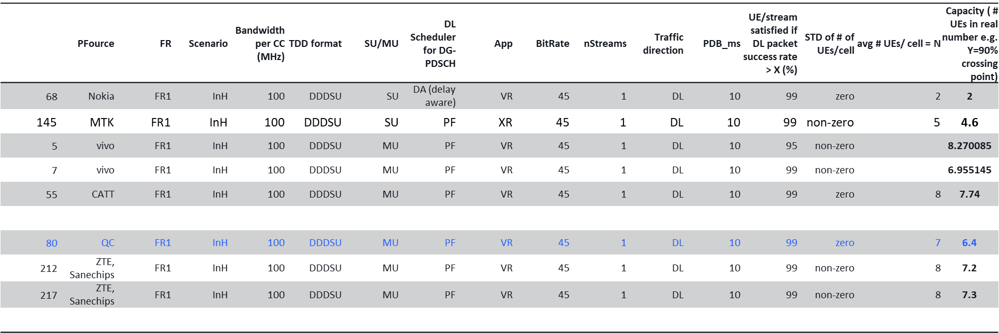 PFource FR Scenario Bandwidth per CC (MHz) TDD format SU/MU DL Scheduler for DG-PDSCH App BitRate nStreams Traffic direction PDB_ms UE/stream satisfied if DL packet success rate > X (%) STD of # of UEs/cell avg # UEs/ cell = N Capacity ( # UEs in real number e.g. Y=90% crossing point)
68 Nokia FR1 InH 100 DDDSU SU DA (delay aware) VR 45 1 DL 10 99 zero 2 2
145 MTK FR1 InH 100 DDDSU SU PF XR 45 1 DL 10 99 non-zero 5 4.6
5 vivo FR1 InH 100 DDDSU MU PF VR 45 1 DL 10 95 non-zero 8.270085
7 vivo FR1 InH 100 DDDSU MU PF VR 45 1 DL 10 99 non-zero 6.955145
55 CATT FR1 InH 100 DDDSU MU PF VR 45 1 DL 10 99 zero 8 7.74
80 QC FR1 InH 100 DDDSU MU PF VR 45 1 DL 10 99 zero 7 6.4
212 ZTE, Sanechips FR1 InH 100 DDDSU MU PF VR 45 1 DL 10 99 non-zero 8 7.2
217 ZTE, Sanechips FR1 InH 100 DDDSU MU PF VR 45 1 DL 10 99 non-zero 8 7.3